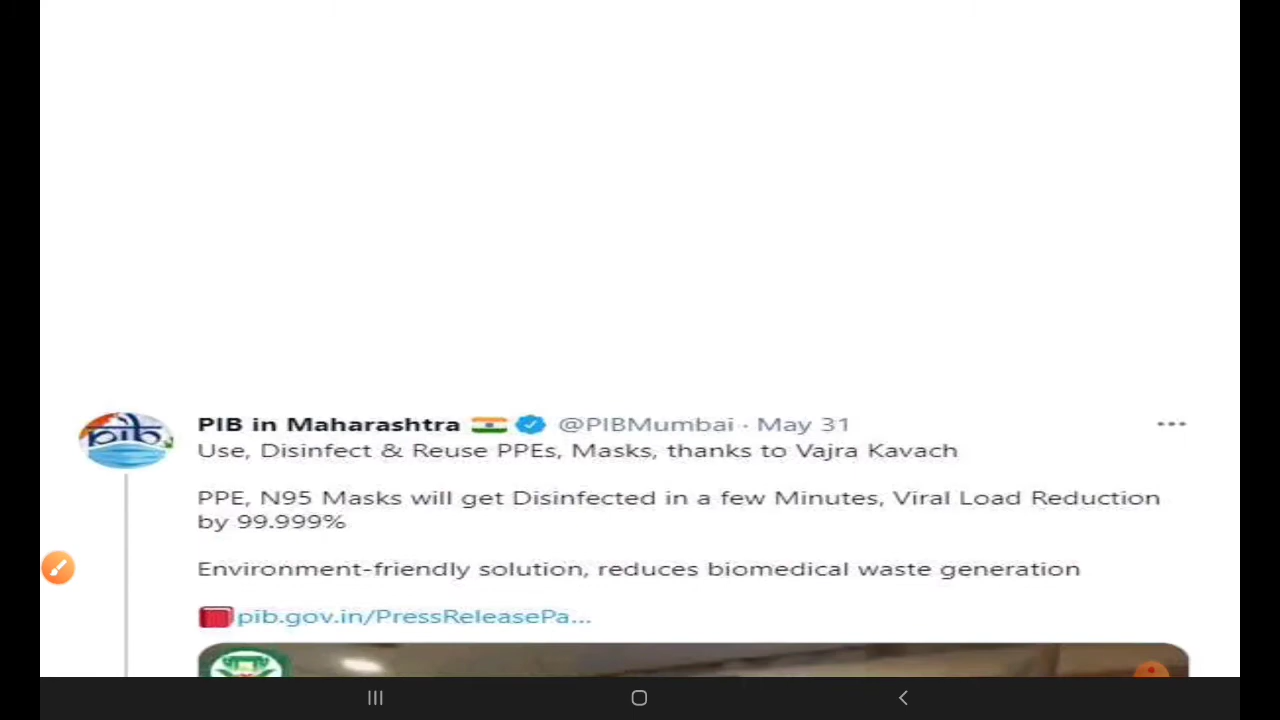 pib
PIB in Maharashtra @PIBMumbai · May 31
Use, Disinfect & Reuse PPEs, Masks, thanks to Vajra Kavach
PPE, N95 Masks will get Disinfected in a few Minutes, Viral Load Reduction
by 99.999%
Environment-friendly solution, reduces biomedical waste generation
pib.gov.in/PressReleasePa...